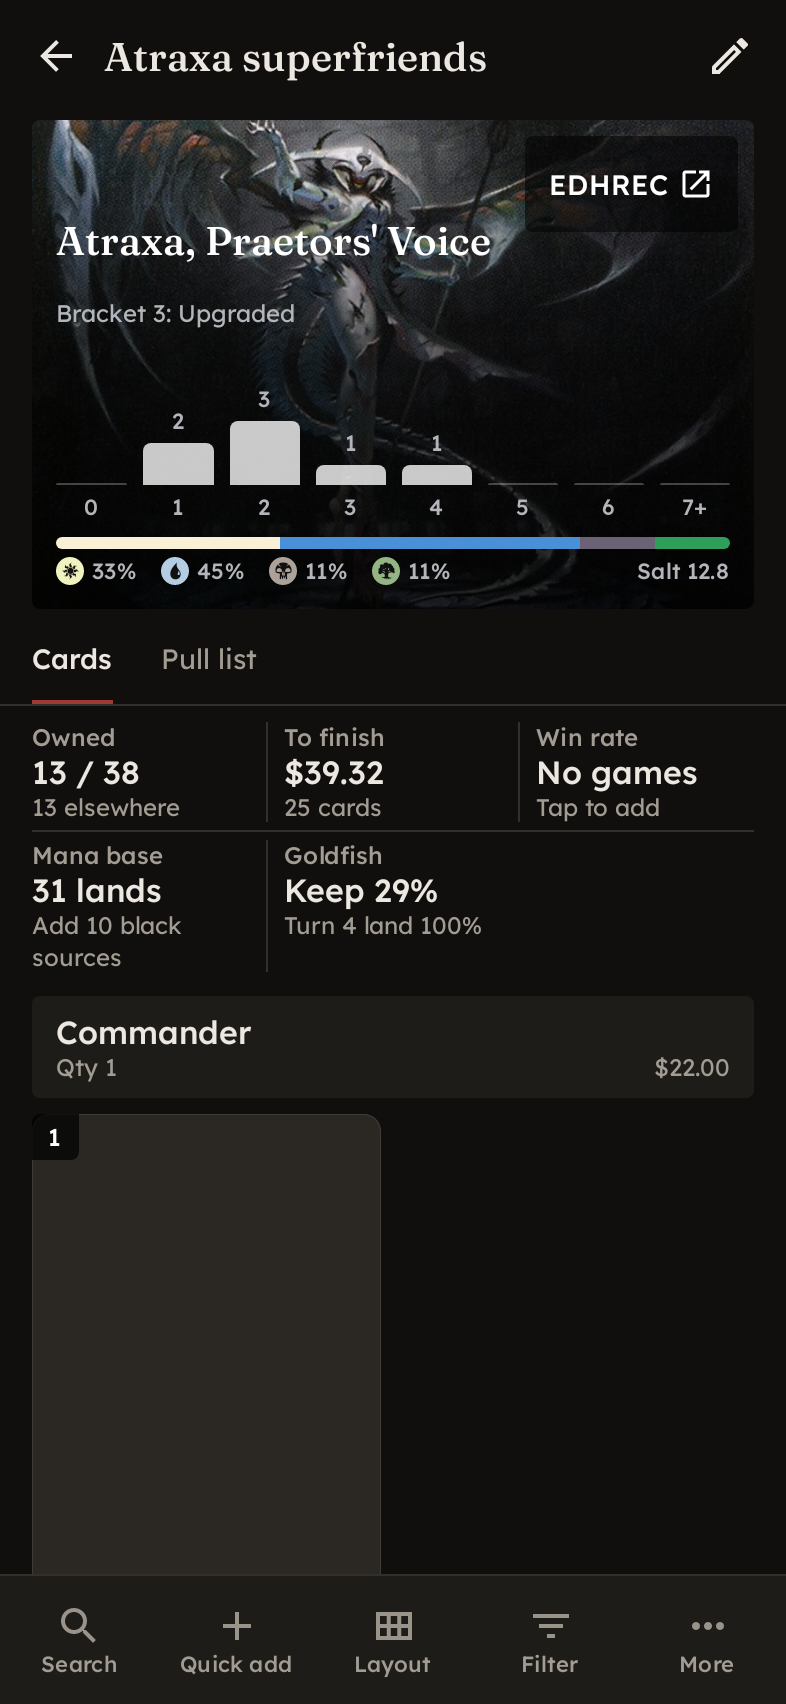 Atraxa superfriends
EDHREC
Atraxa, Praetors' Voice
Bracket 3: Upgraded
2 3 1 1
0 1 2 3 4 5 6 7+
33% 45% 11% 11% Salt 12.8
Cards Pull list
Owned To finish Win rate
13 / 38 $39.32 No games
13 elsewhere 25 cards Tap to add
Mana base Goldfish
31 lands Keep 29%
Add 10 black Turn 4 land 100%
sources
Commander
Qty 1 $22.00
1
Search Quick add Layout Filter More